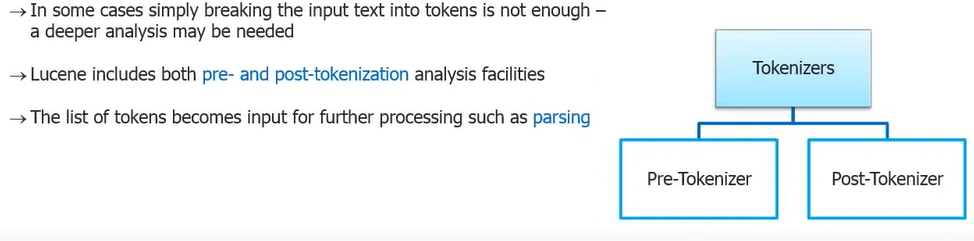 → In some cases simply breaking the input text into tokens is not enough –
a deeper analysis may be needed
→ Lucene includes both pre- and post-tokenization analysis facilities
→ The list of tokens becomes input for further processing such as parsing
Tokenizers
Pre-Tokenizer
Post-Tokenizer